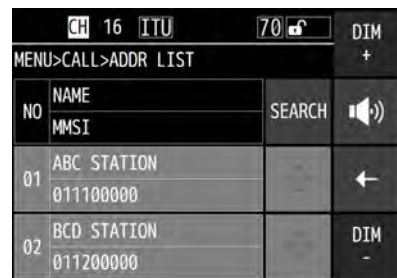 CH 16 ITU 70
DIM
+
MENU>CALL>ADDR LIST
NO
NAME
MMSI
SEARCH
01
ABC STATION
011100000
02
BCD STATION
011200000
DIM
-